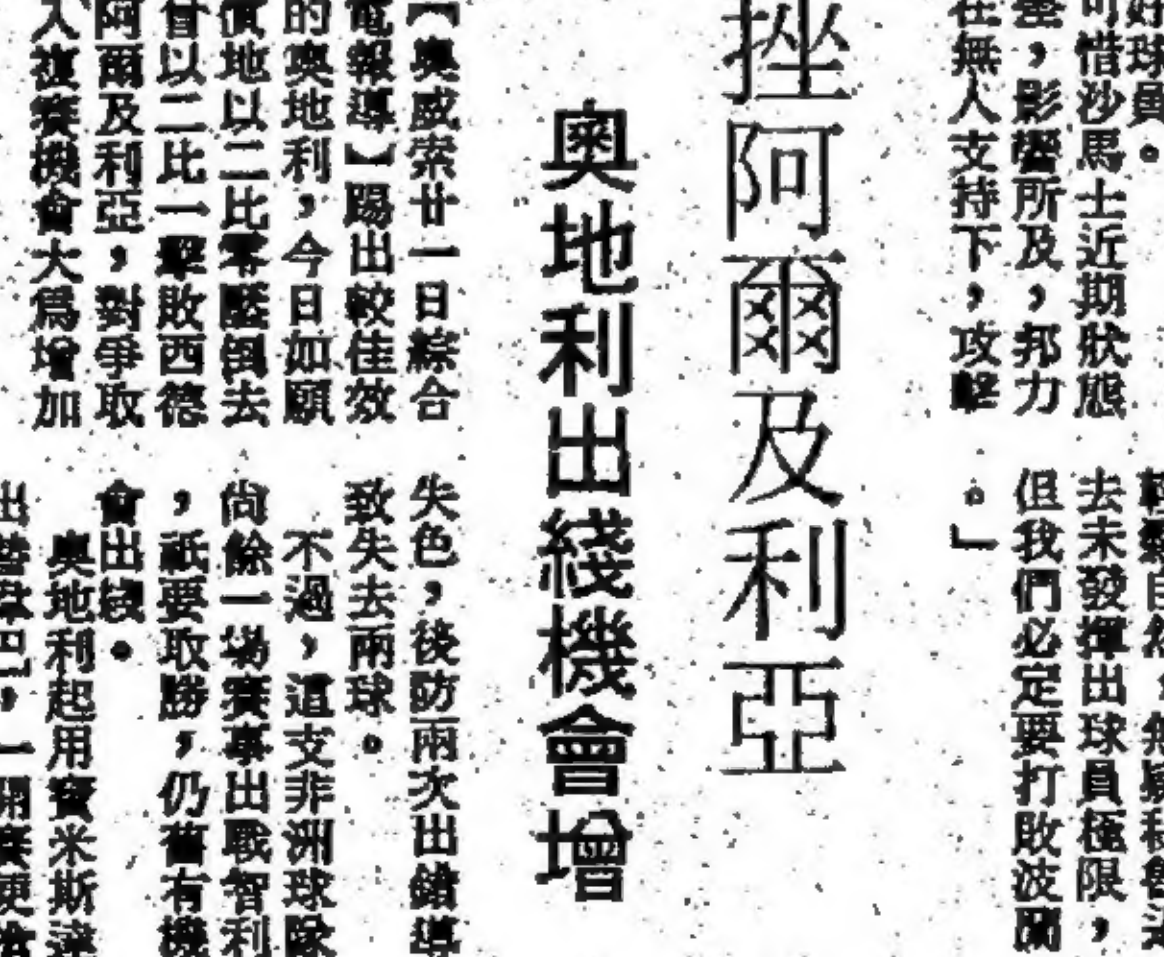 好球員。
可惜沙馬士近期狀態
,影響所及,邦力
在無人支持下,攻擊
去未發揮出球員極限,
但我們必定要打敗波蘭
。」
挫阿爾及利亞
奧地利出綫機會增
【奧威索廿一日綜合
電報導】踢出較佳效
的奧地利,今日如願
償地以二比零壓倒去
曾以二比一擊敗西德
阿爾及利亞,對爭取
入複賽機會大爲增加
失色,後防兩次出錯導
致失去兩球。
不過,這支非洲球隊
尚餘一場賽事出戰智利
,祇要取勝,仍舊有機
會出綫。
奧地利起用賓米斯達